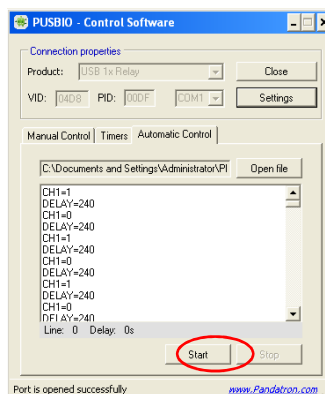 PUSBIO - Control Software
Connection properties
Product: USB 1x Relay Close
VID: 04D8 PID: 00DF COM1 Settings
Manual Control Timers Automatic Control
C:\Documents and Settings\Administrator\Pl Open file
CH1=1
DELAY=240
CH1=0
DELAY=240
CH1=1
DELAY=240
CH1=0
DELAY=240
CH1=1
DELAY=240
CH1=0
DELAY=240
Line: 0 Delay: 0s
Start Stop
Port is opened successfully www.Pandatron.com